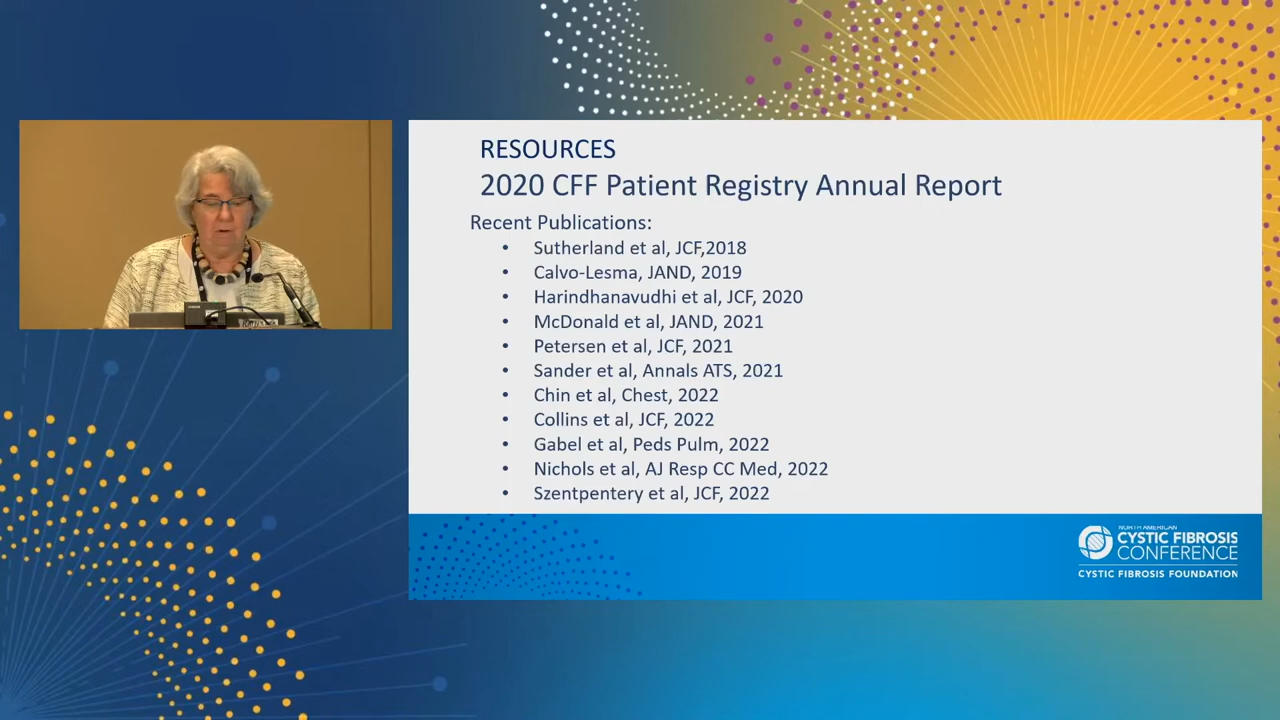 RESOURCES
2020 CFF Patient Registry Annual Report
Recent Publications:
• Sutherland et al, JCF,2018
• Calvo-Lesma, JAND, 2019
• Harindhanavudhi et al, JCF, 2020
• McDonald et al, JAND, 2021
• Petersen et al, JCF, 2021
• Sander et al, Annals ATS, 2021
• Chin et al, Chest, 2022
• Collins et al, JCF, 2022
• Gabel et al, Peds Pulm, 2022
• Nichols et al, AJ Resp CC Med, 2022
• Szentpentery et al, JCF, 2022
NORTH AMERICAN
CYSTIC FIBROSIS
CONFERENCE
CYSTIC FIBROSIS FOUNDATION